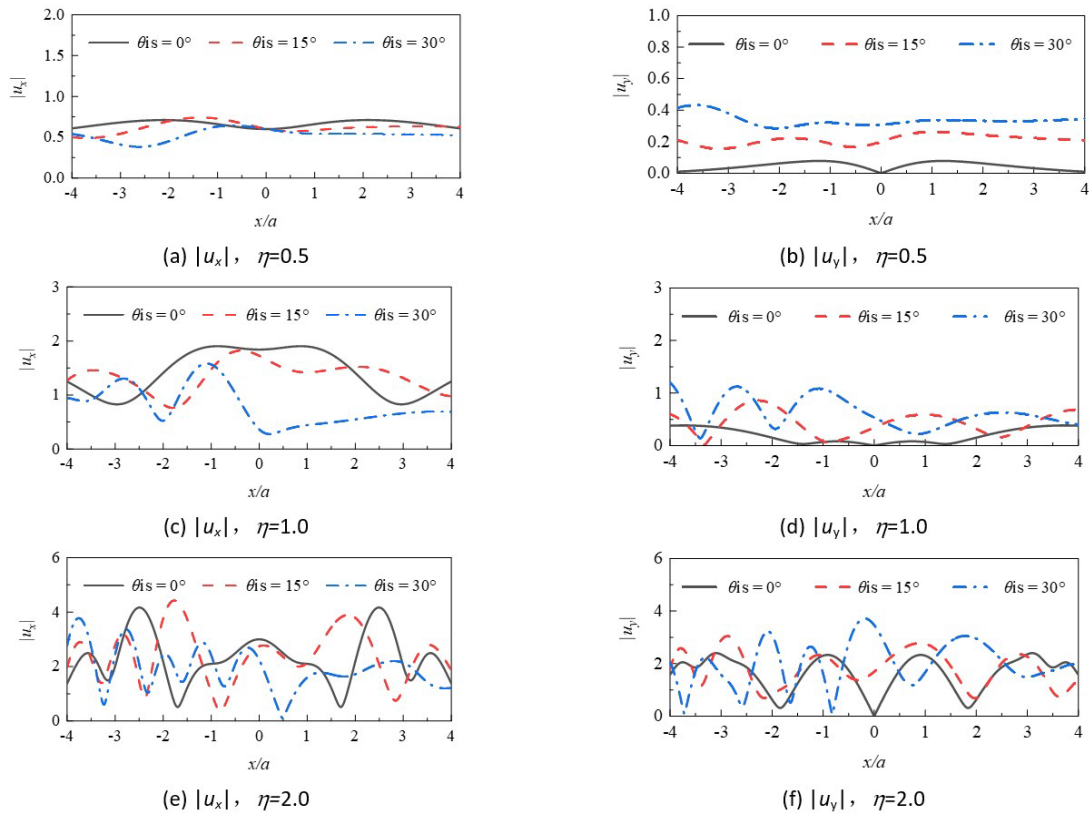 2.0
1.5
1.0
0.5
0.0
|uₓ|
θis = 0° θis = 15° θis = 30°
-4 -3 -2 -1 0 1 2 3 4
x/a
(a) |uₓ|， η=0.5
1.0
0.8
0.6
0.4
0.2
0.0
|u_y|
θis = 0° θis = 15° θis = 30°
-4 -3 -2 -1 0 1 2 3 4
x/a
(b) |u_y|， η=0.5
3
2
1
0
|uₓ|
θis = 0° θis = 15° θis = 30°
-4 -3 -2 -1 0 1 2 3 4
x/a
(c) |uₓ|， η=1.0
3
2
1
0
|u_y|
θis = 0° θis = 15° θis = 30°
-4 -3 -2 -1 0 1 2 3 4
x/a
(d) |u_y|， η=1.0
6
4
2
0
|uₓ|
θis = 0° θis = 15° θis = 30°
-4 -3 -2 -1 0 1 2 3 4
x/a
(e) |uₓ|， η=2.0
6
4
2
0
|u_y|
θis = 0° θis = 15° θis = 30°
-4 -3 -2 -1 0 1 2 3 4
x/a
(f) |u_y|， η=2.0